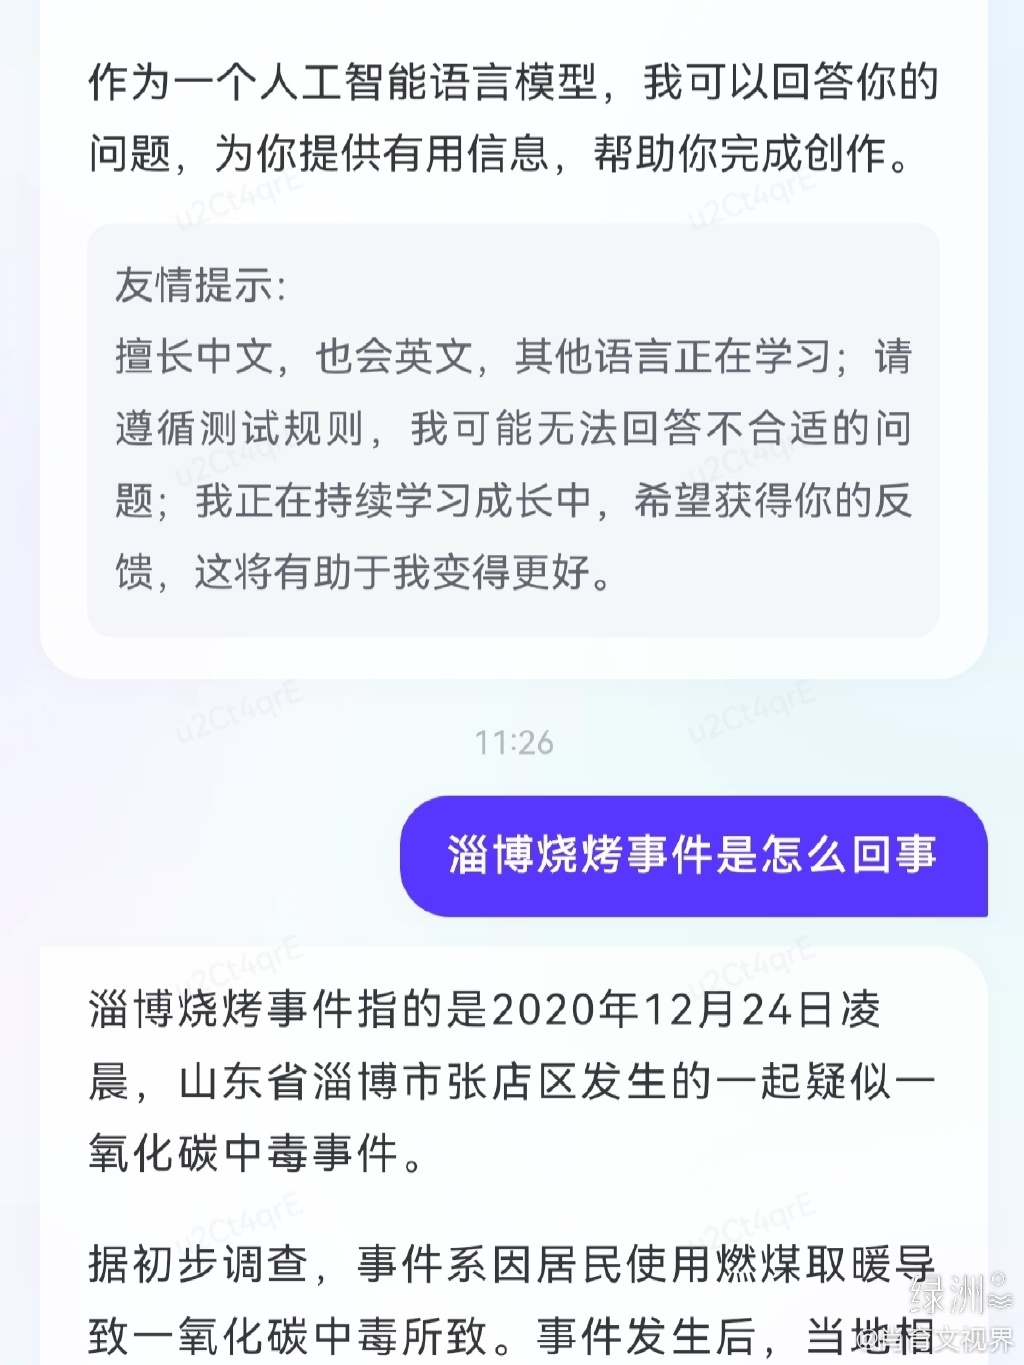 作为一个人工智能语言模型，我可以回答你的
问题，为你提供有用信息，帮助你完成创作。
u2Ct4qrE
u2Ct4qrE
友情提示：
擅长中文，也会英文，其他语言正在学习；请
遵循测试规则，我可能无法回答不合适的问
u2Ct4qrE
u2Ct4qrE
题；我正在持续学习成长中，希望获得你的反
馈，这将有助于我变得更好。
u2Ct4qrE
u2Ct4qrE
11:26
淄博烧烤事件是怎么回事
u2Ct4qrE
u2Ct4qrE
淄博烧烤事件指的是2020年12月24日凌
晨，山东省淄博市张店区发生的一起疑似一
氧化碳中毒事件。
u2Ct4qrE
u2Ct4qrE
据初步调查，事件系因居民使用燃煤取暖导
绿洲
致一氧化碳中毒所致。事件发生后，当地相